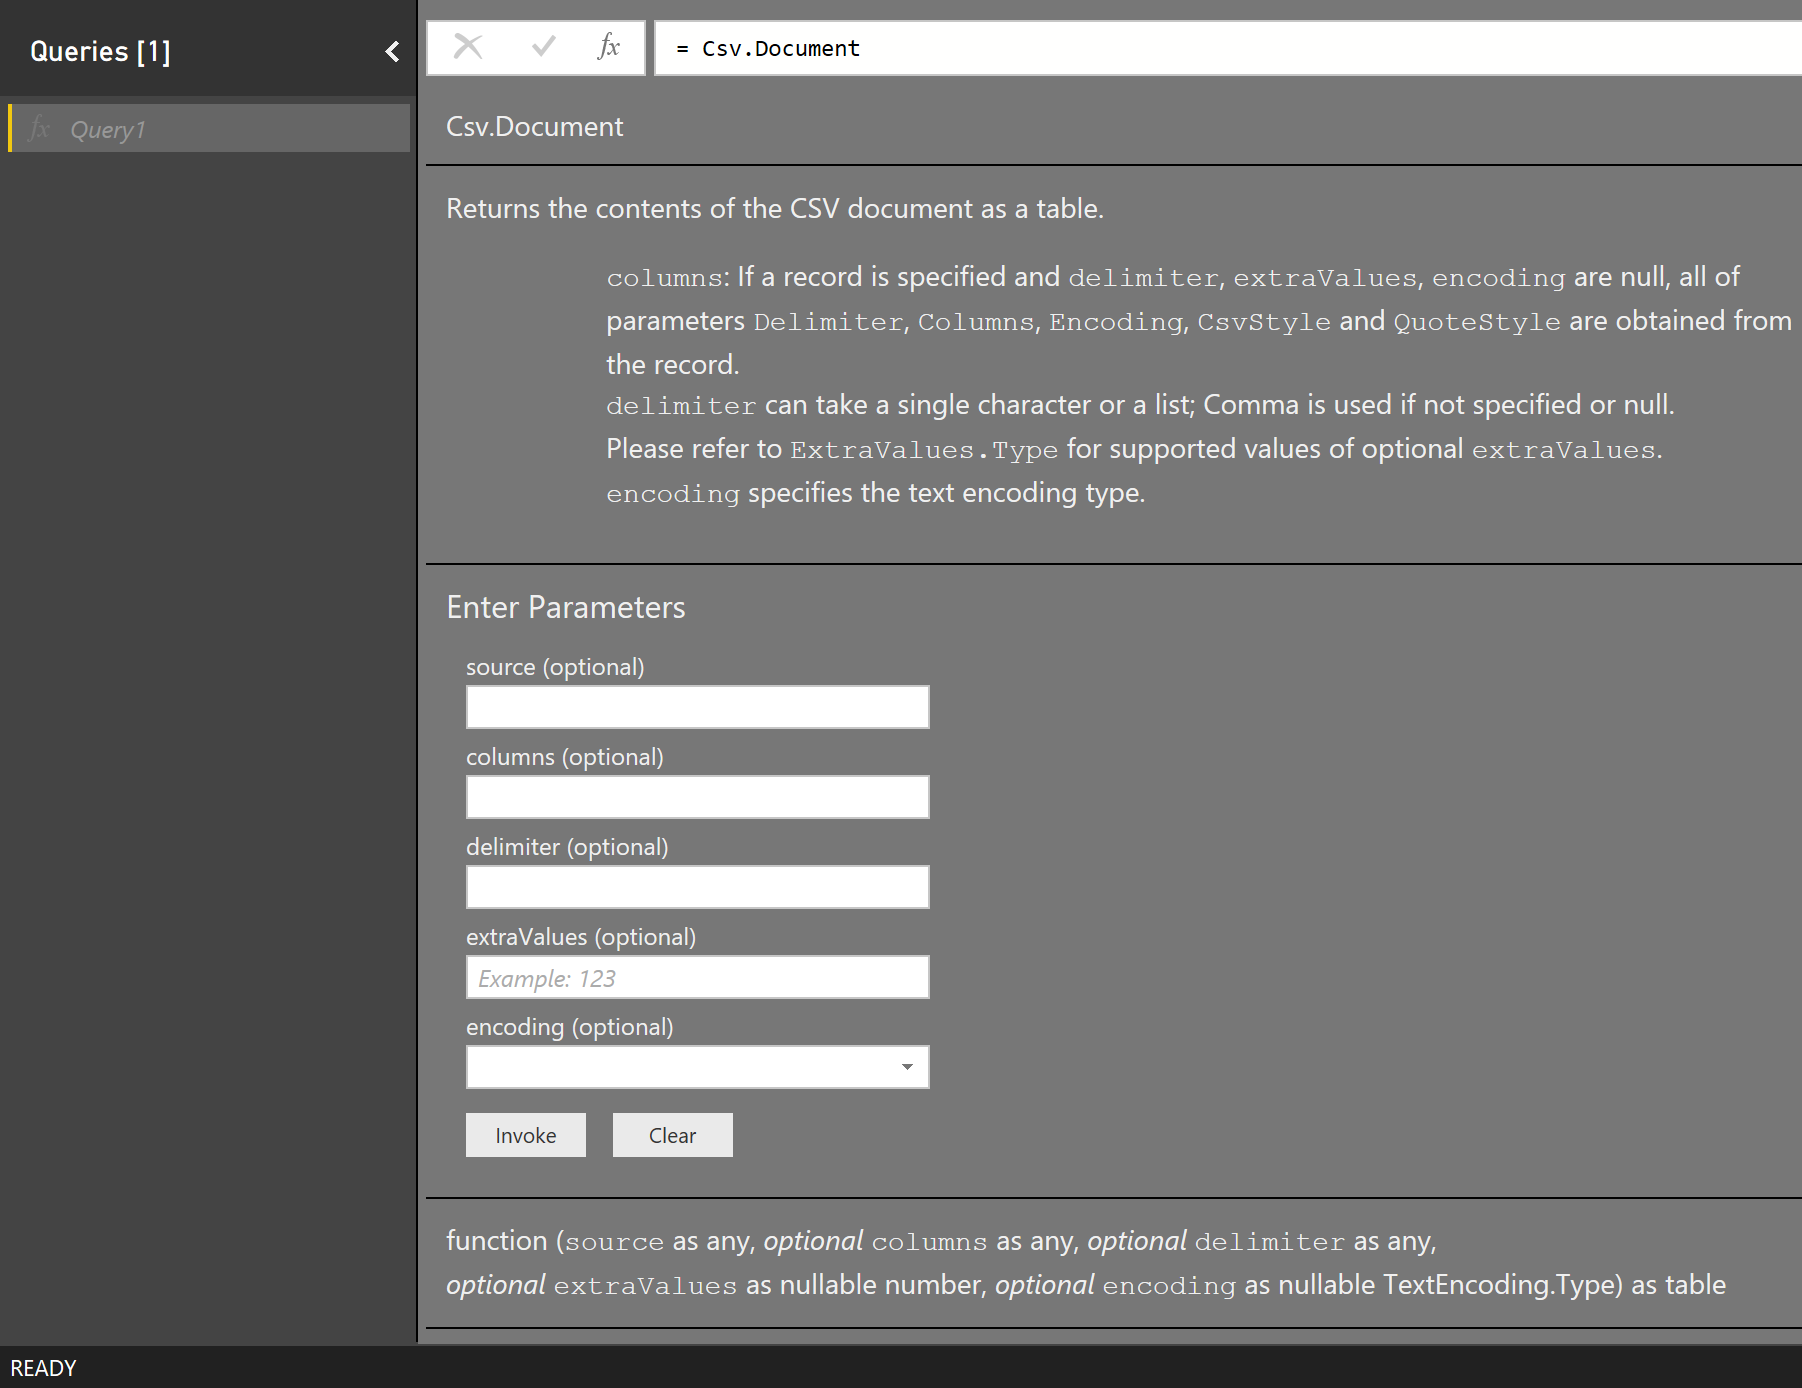 Queries [1]
fx
= Csv.Document
fx Query1
Csv.Document
Returns the contents of the CSV document as a table.
columns: If a record is specified and delimiter, extraValues, encoding are null, all of
parameters Delimiter, Columns, Encoding, CsvStyle and QuoteStyle are obtained from
the record.
delimiter can take a single character or a list; Comma is used if not specified or null.
Please refer to ExtraValues.Type for supported values of optional extraValues.
encoding specifies the text encoding type.
Enter Parameters
source (optional)
columns (optional)
delimiter (optional)
extraValues (optional)
Example: 123
encoding (optional)
Invoke Clear
function (source as any, optional columns as any, optional delimiter as any,
optional extraValues as nullable number, optional encoding as nullable TextEncoding.Type) as table
READY